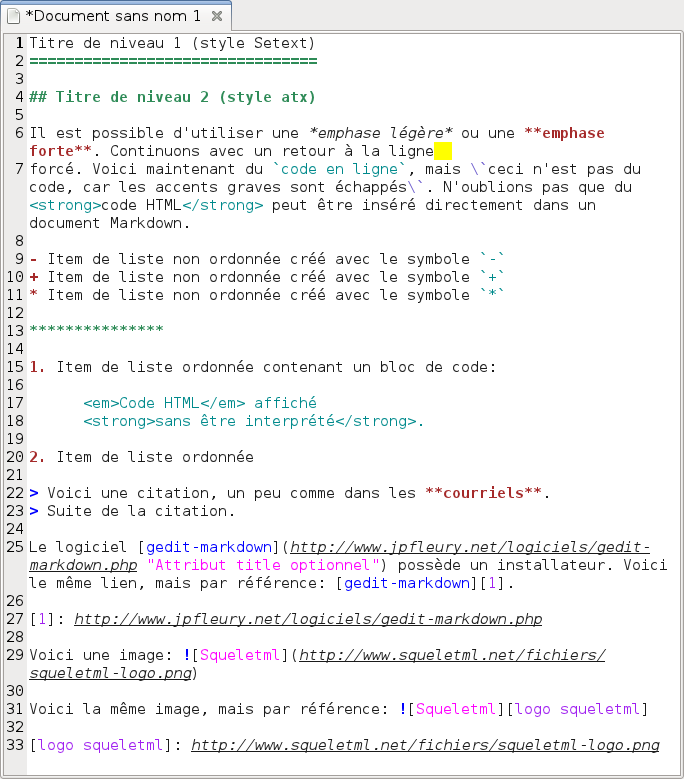 *Document sans nom 1
1 Titre de niveau 1 (style Setext)
2 ================================
3
4 ## Titre de niveau 2 (style atx)
5
6 Il est possible d'utiliser une *emphase légère* ou une **emphase
forte**. Continuons avec un retour à la ligne
7 forcé. Voici maintenant du `code en ligne`, mais \`ceci n'est pas du
code, car les accents graves sont échappés\`. N'oublions pas que du
<strong>code HTML</strong> peut être inséré directement dans un
document Markdown.
8
9 - Item de liste non ordonnée créé avec le symbole `-`
10 + Item de liste non ordonnée créé avec le symbole `+`
11 * Item de liste non ordonnée créé avec le symbole `*`
12
13 ***************
14
15 1. Item de liste ordonnée contenant un bloc de code:
16
17       <em>Code HTML</em> affiché
18       <strong>sans être interprété</strong>.
19
20 2. Item de liste ordonnée
21
22 > Voici une citation, un peu comme dans les **courriels**.
23 > Suite de la citation.
24
25 Le logiciel [gedit-markdown](http://www.jpfleury.net/logiciels/gedit-
markdown.php "Attribut title optionnel") possède un installateur. Voici
le même lien, mais par référence: [gedit-markdown][1].
26
27 [1]: http://www.jpfleury.net/logiciels/gedit-markdown.php
28
29 Voici une image: ![Squeletml](http://www.squeletml.net/fichiers/
squeletml-logo.png)
30
31 Voici la même image, mais par référence: ![Squeletml][logo squeletml]
32
33 [logo squeletml]: http://www.squeletml.net/fichiers/squeletml-logo.png